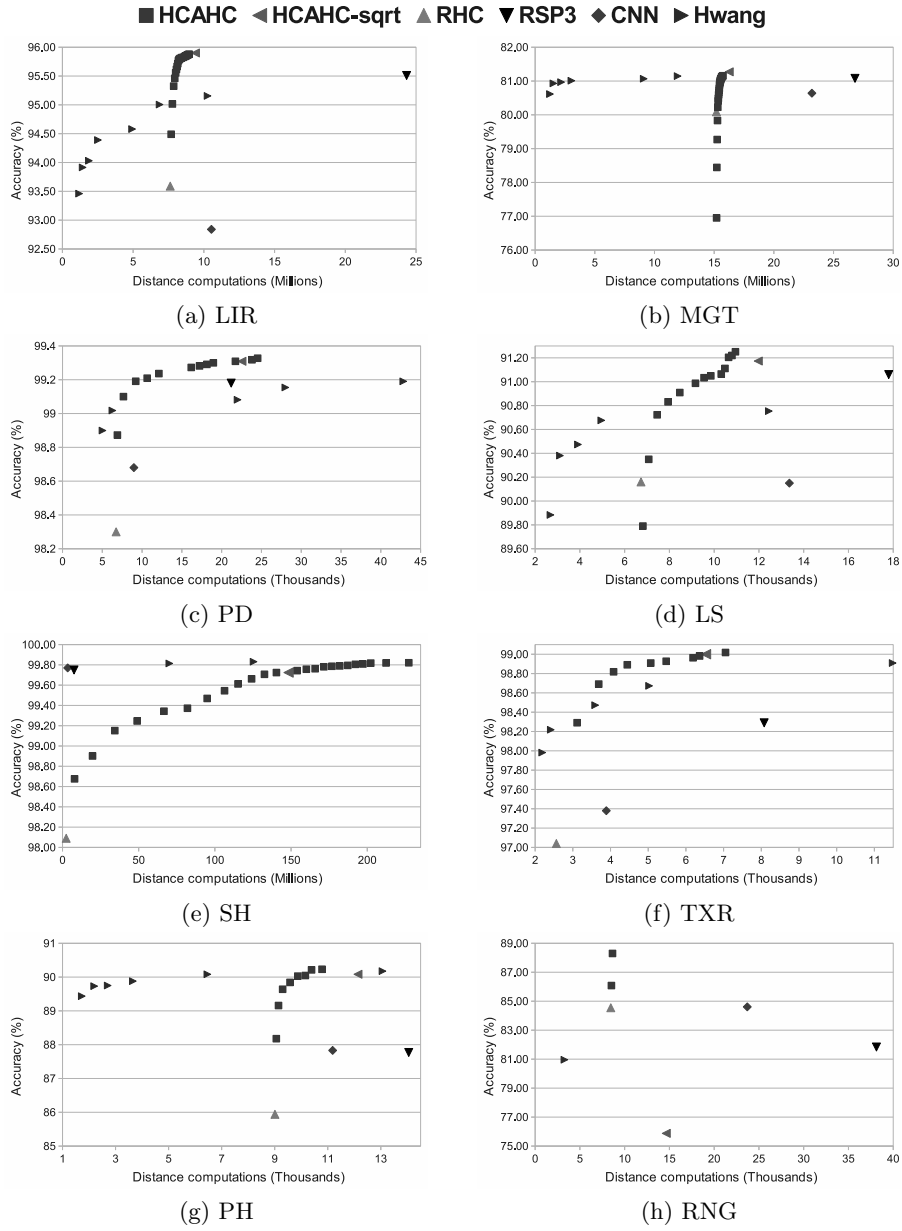 HCAHC HCAHC-sqrt RHC RSP3 CNN Hwang
96.00
95.50
95.00
94.50
94.00
93.50
93.00
92.50
Accuracy (%)
0 5 10 15 20 25
Distance computations (Millions)
(a) LIR
82.00
81.00
80.00
79.00
78.00
77.00
76.00
Accuracy (%)
0 5 10 15 20 25 30
Distance computations (Millions)
(b) MGT
99.4
99.2
99
98.8
98.6
98.4
98.2
Accuracy (%)
0 5 10 15 20 25 30 35 40 45
Distance computations (Thousands)
(c) PD
91.20
91.00
90.80
90.60
90.40
90.20
90.00
89.80
89.60
Accuracy (%)
2 4 6 8 10 12 14 16 18
Distance computations (Thousands)
(d) LS
100.00
99.80
99.60
99.40
99.20
99.00
98.80
98.60
98.40
98.20
98.00
Accuracy (%)
0 50 100 150 200
Distance computations (Millions)
(e) SH
99.00
98.80
98.60
98.40
98.20
98.00
97.80
97.60
97.40
97.20
97.00
Accuracy (%)
2 3 4 5 6 7 8 9 10 11
Distance computations (Thousands)
(f) TXR
91
90
89
88
87
86
85
Accuracy (%)
1 3 5 7 9 11 13
Distance computations (Thousands)
(g) PH
89.00
87.00
85.00
83.00
81.00
79.00
77.00
75.00
Accuracy (%)
0 5 10 15 20 25 30 35 40
Distance computations (Thousands)
(h) RNG